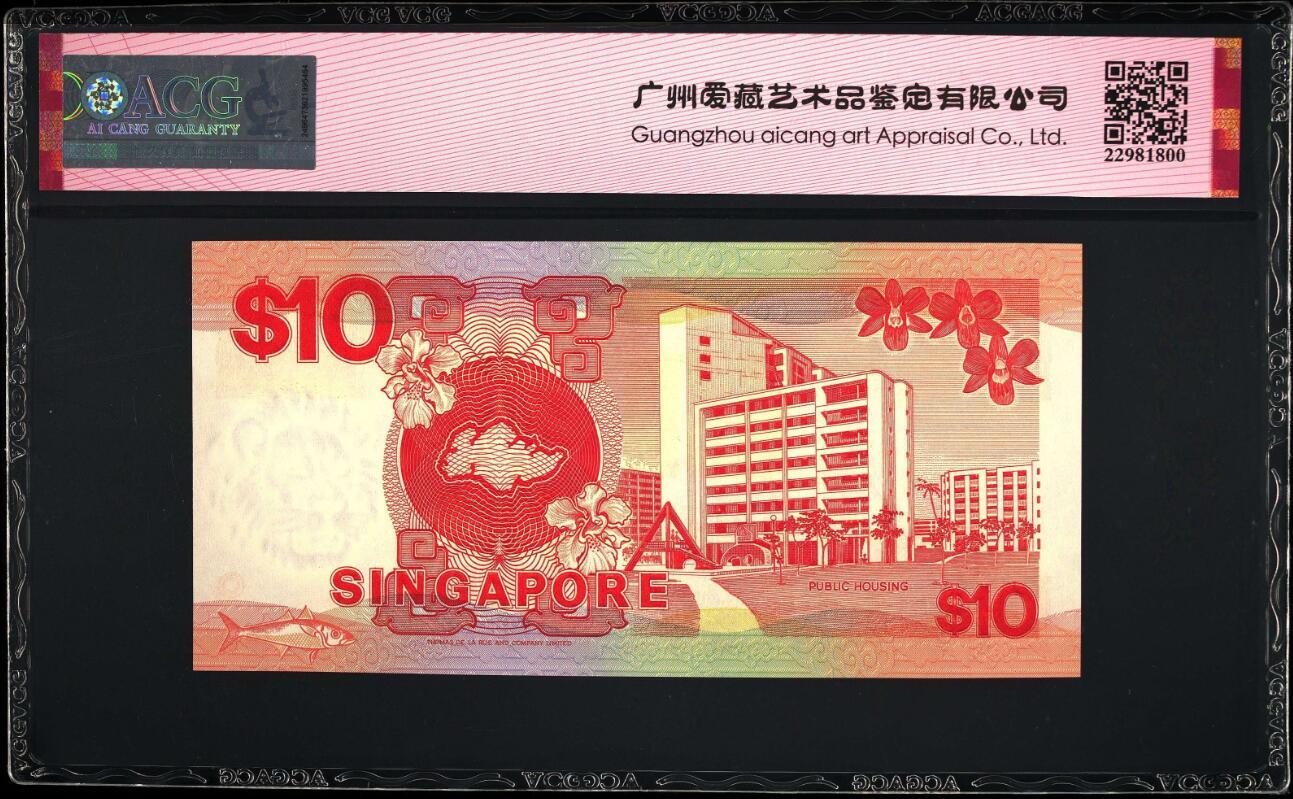 ACG
AI CANG GUARANTY
广州爱藏艺术品鉴定有限公司
Guangzhou aicang art Appraisal Co., Ltd.
22981800
$10
SINGAPORE
PUBLIC HOUSING
$10
THOMAS DE LA RUE AND COMPANY LIMITED